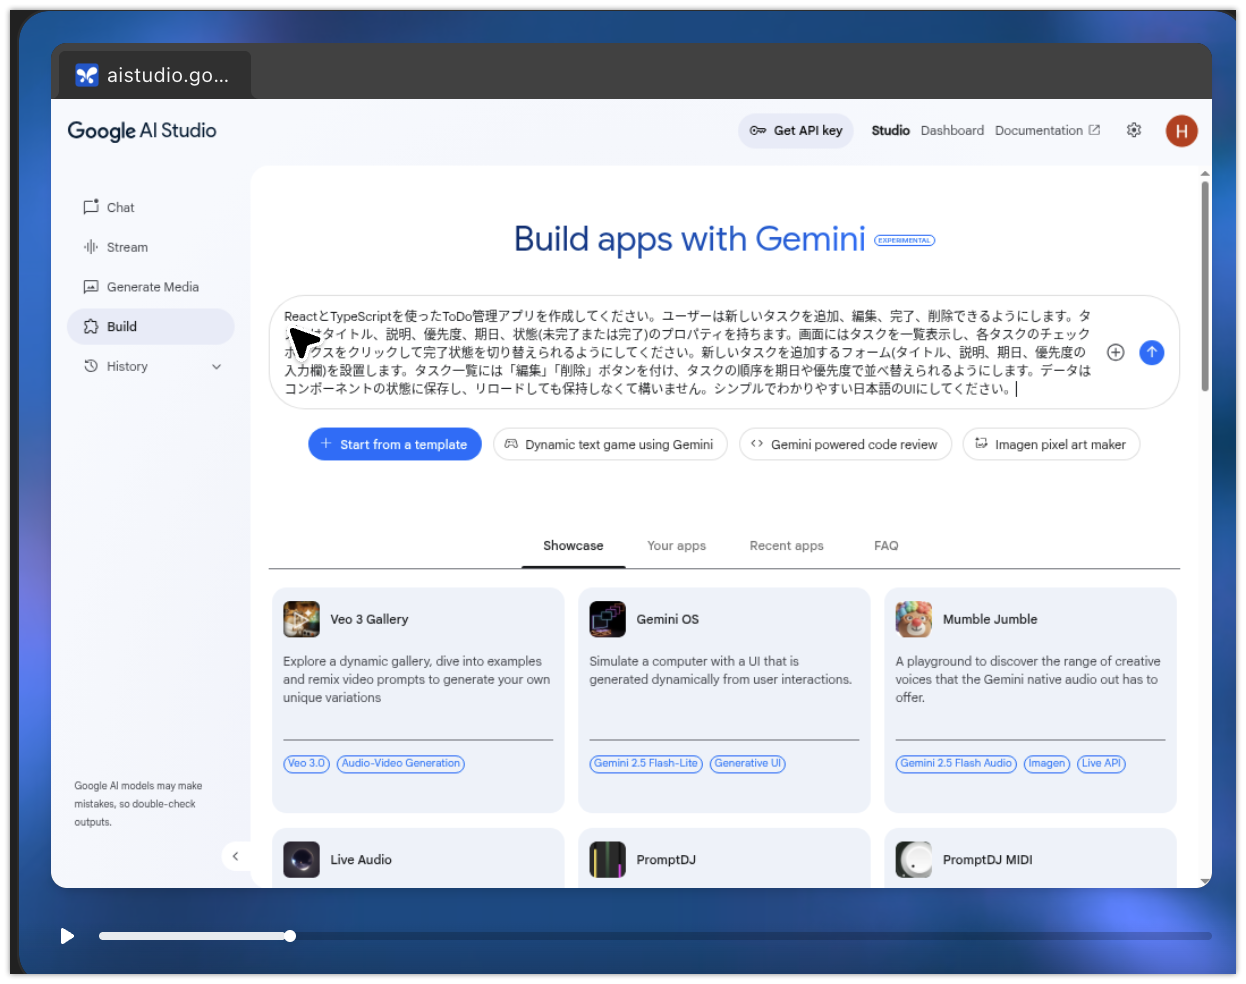 aistudio.go...
Google AI Studio
Get API key
Studio
Dashboard
Documentation
H
Chat
Stream
Generate Media
Build
History
Google AI models may make
mistakes, so double-check
outputs.
Build apps with Gemini
EXPERIMENTAL
ReactとTypeScriptを使ったToDo管理アプリを作成してください。ユーザーは新しいタスクを追加、編集、完了、削除できるようにします。タ
はタイトル、説明、優先度、期日、状態(未完了または完了)のプロパティを持ちます。画面にはタスクを一覧表示し、各タスクのチェック
クスをクリックして完了状態を切り替えられるようにしてください。新しいタスクを追加するフォーム(タイトル、説明、期日、優先度の
入力欄)を設置します。タスク一覧には「編集」「削除」ボタンを付け、タスクの順序を期日や優先度で並べ替えられるようにします。データは
コンポーネントの状態に保存し、リロードしても保持しなくて構いません。シンプルでわかりやすい日本語のUIにしてください。
Start from a template
Dynamic text game using Gemini
Gemini powered code review
Imagen pixel art maker
Showcase
Your apps
Recent apps
FAQ
Veo 3 Gallery
Explore a dynamic gallery, dive into examples
and remix video prompts to generate your own
unique variations
Veo 3.0
Audio-Video Generation
Gemini OS
Simulate a computer with a UI that is
generated dynamically from user interactions.
Gemini 2.5 Flash-Lite
Generative UI
Mumble Jumble
A playground to discover the range of creative
voices that the Gemini native audio out has to
offer.
Gemini 2.5 Flash Audio
Imagen
Live API
Live Audio
PromptDJ
PromptDJ MIDI